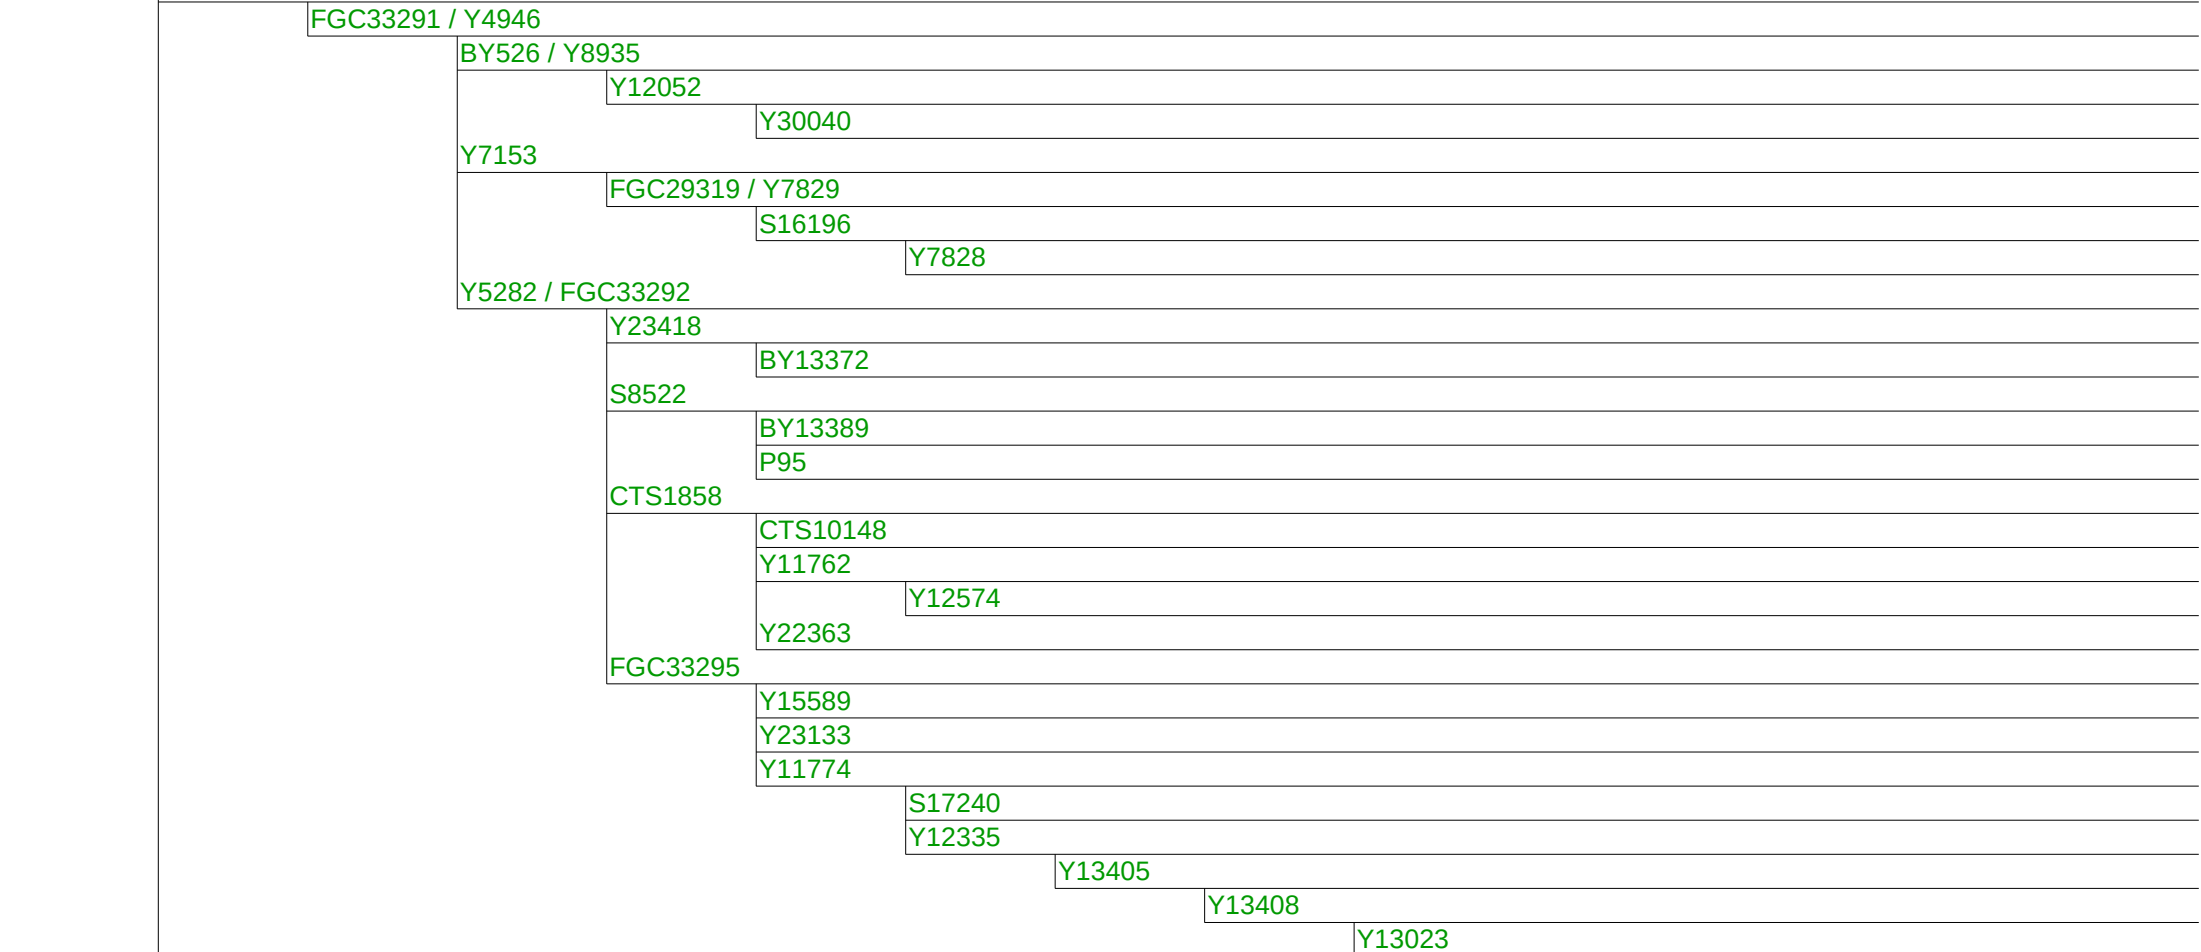 FGC33291 / Y4946
BY526 / Y8935
Y12052
Y30040
Y7153
FGC29319 / Y7829
S16196
Y7828
Y5282 / FGC33292
Y23418
BY13372
S8522
BY13389
P95
CTS1858
CTS10148
Y11762
Y12574
Y22363
FGC33295
Y15589
Y23133
Y11774
S17240
Y12335
Y13405
Y13408
Y13023